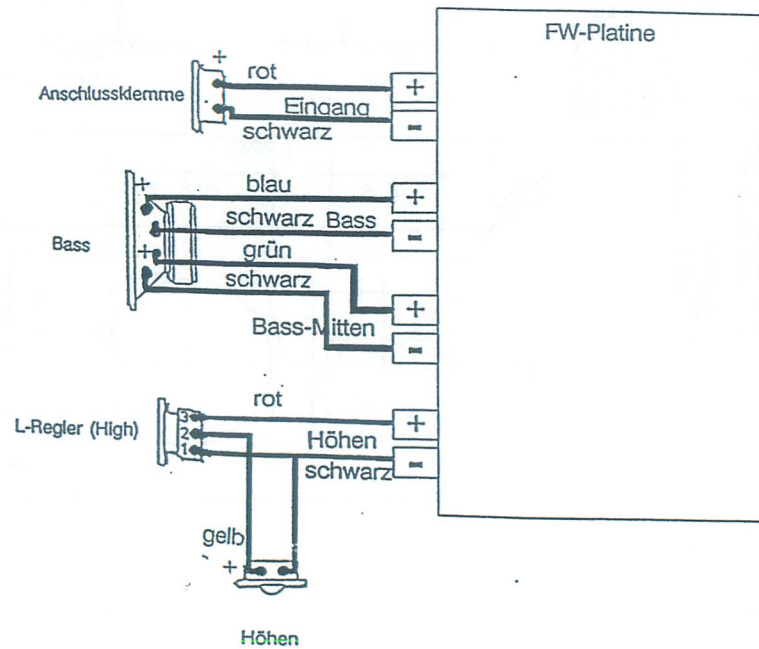 FW-Platine
+
rot
+
Anschlussklemme
Eingang
-
schwarz
+
blau
+
schwarz
Bass
-
Bass
+
grün
schwarz
+
Bass-Mitten
-
rot
+
L-Regler (High)
3
2
1
Höhen
-
schwarz
gelb
+
Höhen